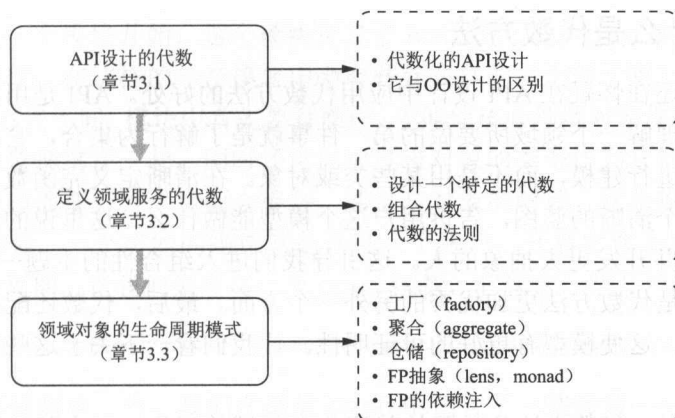 API设计的代数
（章节3.1）
• 代数化的API设计
• 它与OO设计的区别
定义领域服务的代数
（章节3.2）
• 设计一个特定的代数
• 组合代数
• 代数的法则
领域对象的生命周期模式
（章节3.3）
• 工厂（factory）
• 聚合（aggregate）
• 仓储（repository）
• FP抽象（lens，monad）
• FP的依赖注入